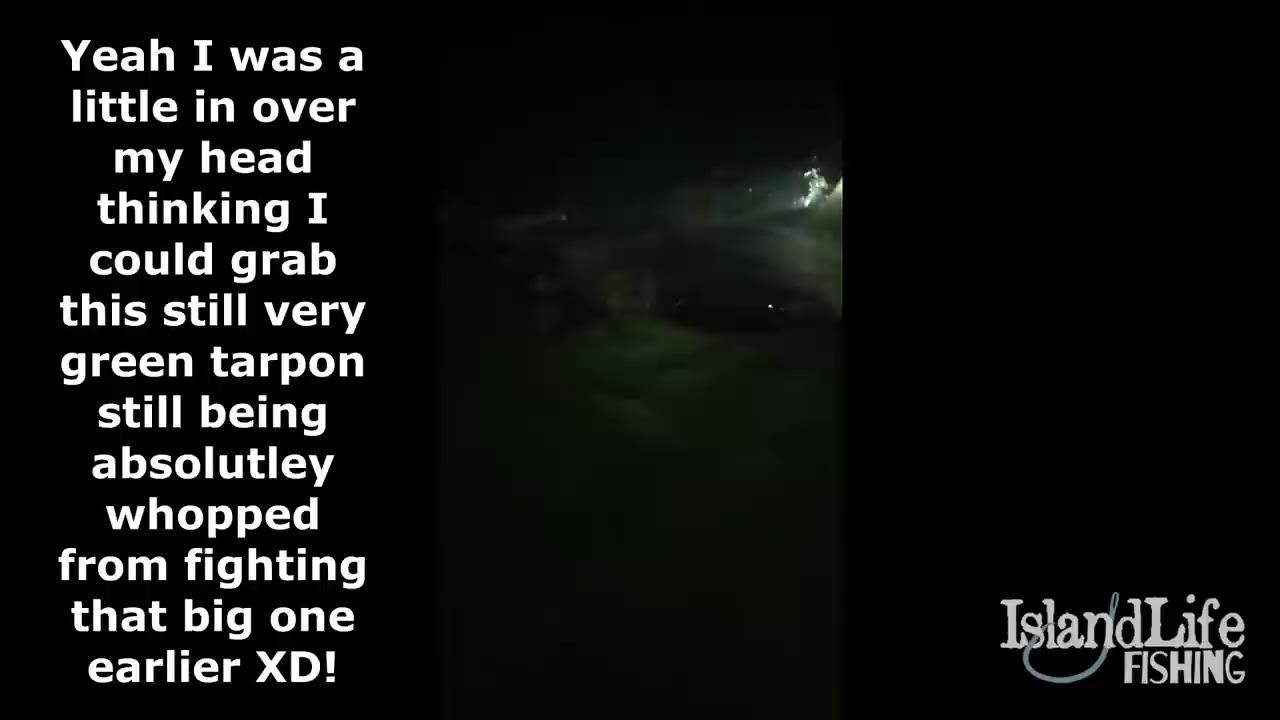 Yeah I was a
little in over
my head
thinking I
could grab
this still very
green tarpon
still being
absolutley
whopped
from fighting
that big one
earlier XD!
IslandLife
FISHING